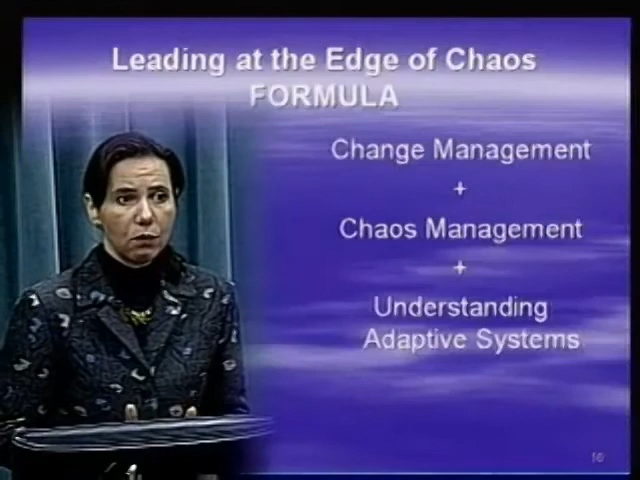 Leading at the Edge of Chaos
FORMULA
Change Management
+
Chaos Management
+
Understanding
Adaptive Systems
16